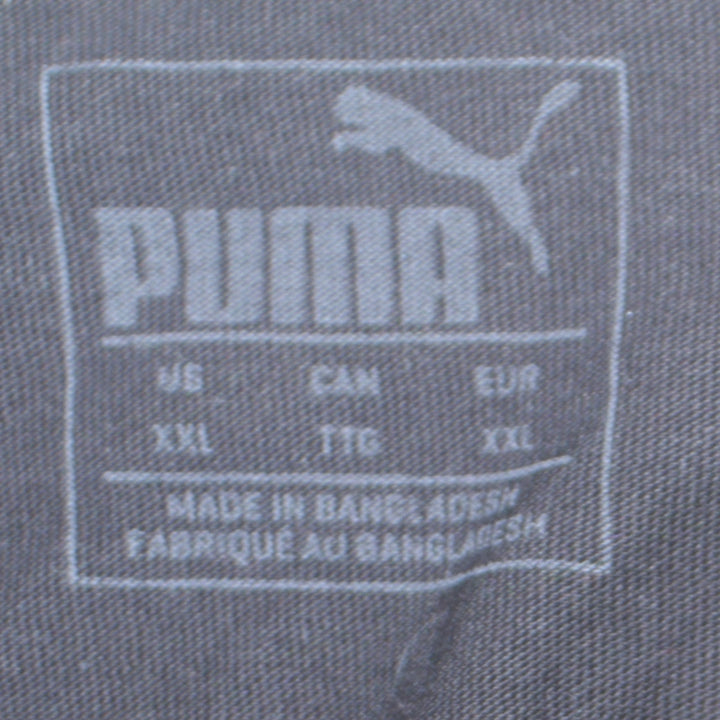 PUMA
US CAN EUR
XXL TTG XXL
MADE IN BANGLADESH
FABRIQUÉ AU BANGLADESH